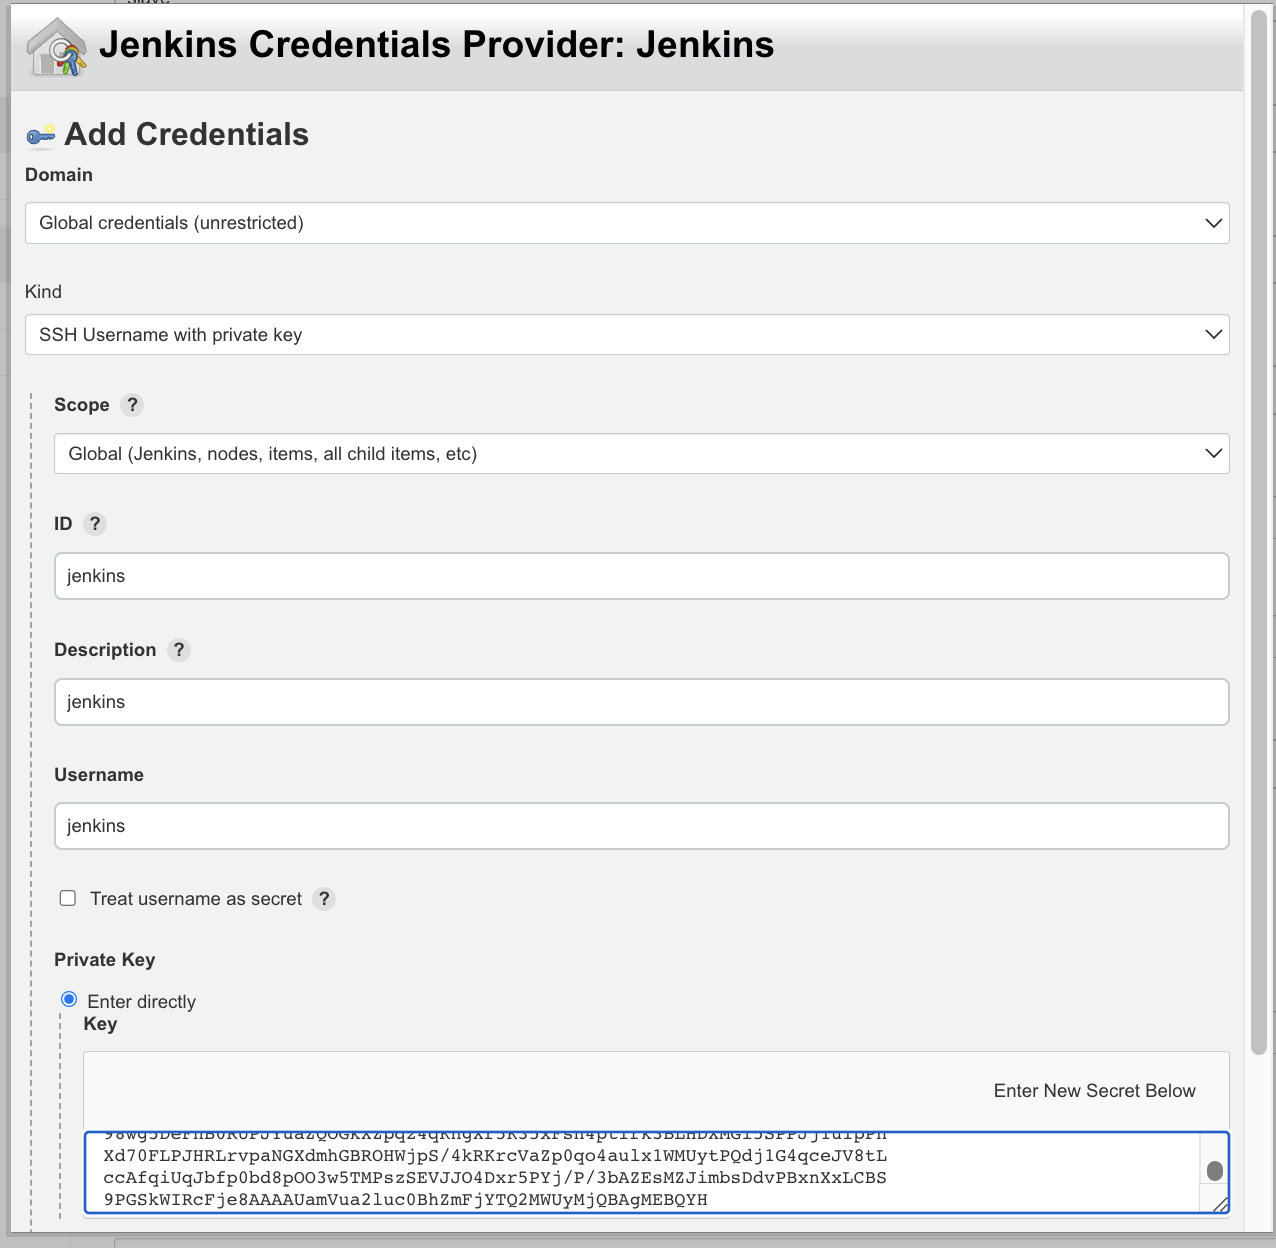 Jenkins Credentials Provider: Jenkins
Add Credentials
Domain
Global credentials (unrestricted)
Kind
SSH Username with private key
Scope ?
Global (Jenkins, nodes, items, all child items, etc)
ID ?
jenkins
Description ?
jenkins
Username
jenkins
Treat username as secret ?
Private Key
Enter directly
Key
Enter New Secret Below
Xd70FLPJHRLrvpaNGXdmhGBROHWjpS/4kRKrcVaZp0qo4aulx1WMUytPQdj1G4qceJV8tL
ccAfqiUqJbfp0bd8pOO3w5TMPszSEVJJO4Dxr5PYj/P/3bAZEsMZJimbsDdvPBxnXxLCBS
9PGSkWIRcFje8AAAAUamVua2luc0BhZmFjYTQ2MWUyMjQBAgMEBQYH